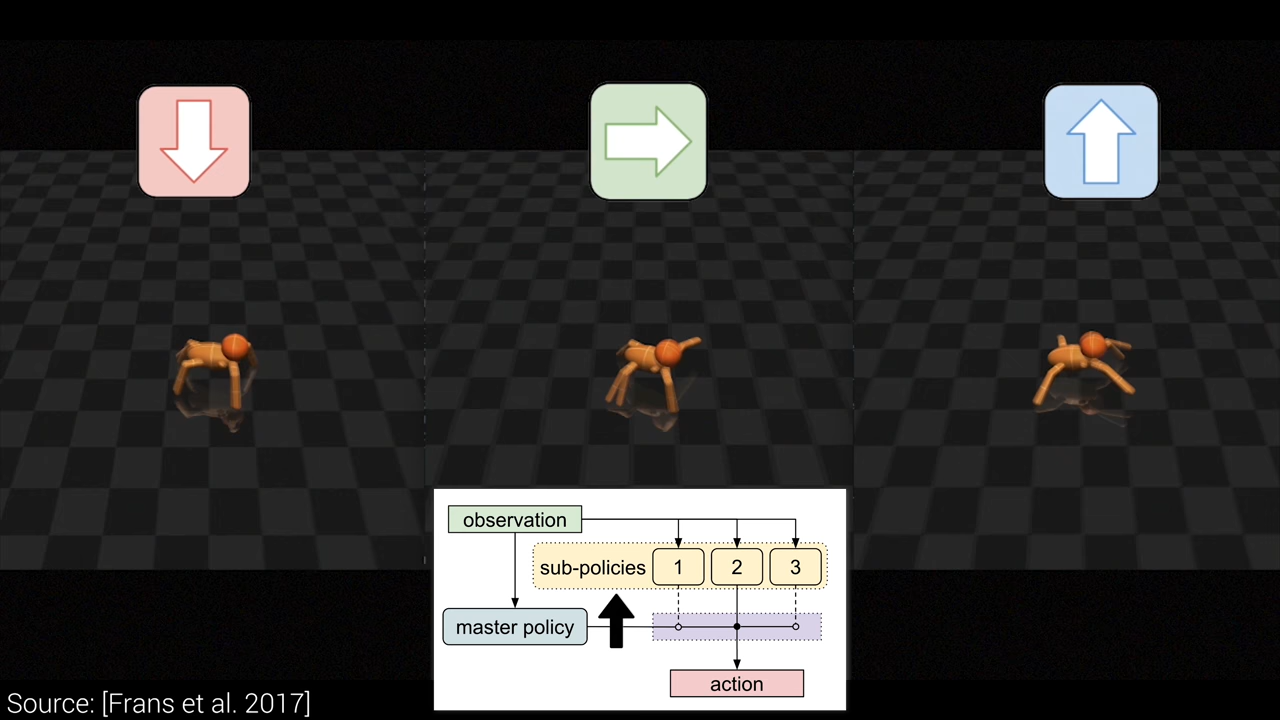 observation
sub-policies 1 2 3
master policy
action
Source: [Frans et al. 2017]